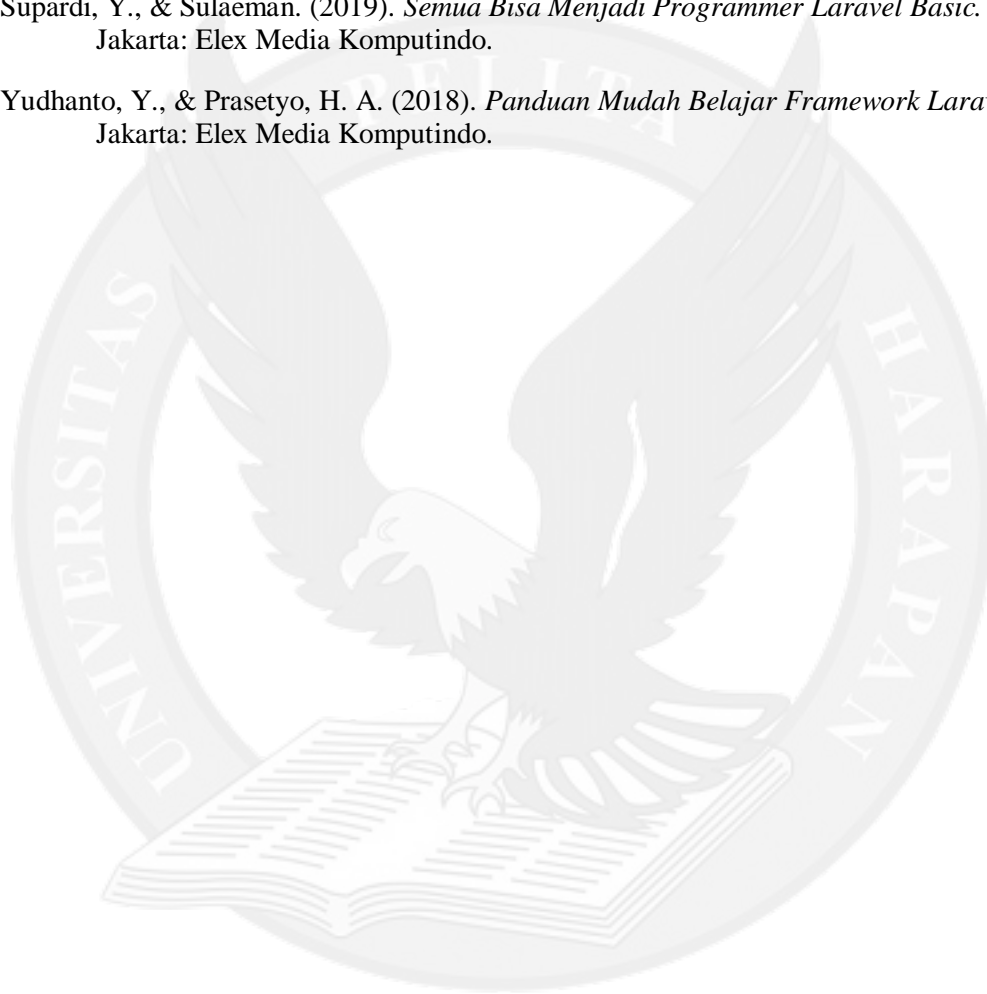 Supardi, Y., & Sulaeman. (2019). Semua Bisa Menjadi Programmer Laravel Basic.
Jakarta: Elex Media Komputindo.
Yudhanto, Y., & Prasetyo, H. A. (2018). Panduan Mudah Belajar Framework
Jakarta: Elex Media Komputindo.
UNIVERSITAS PELITA HARAPAN